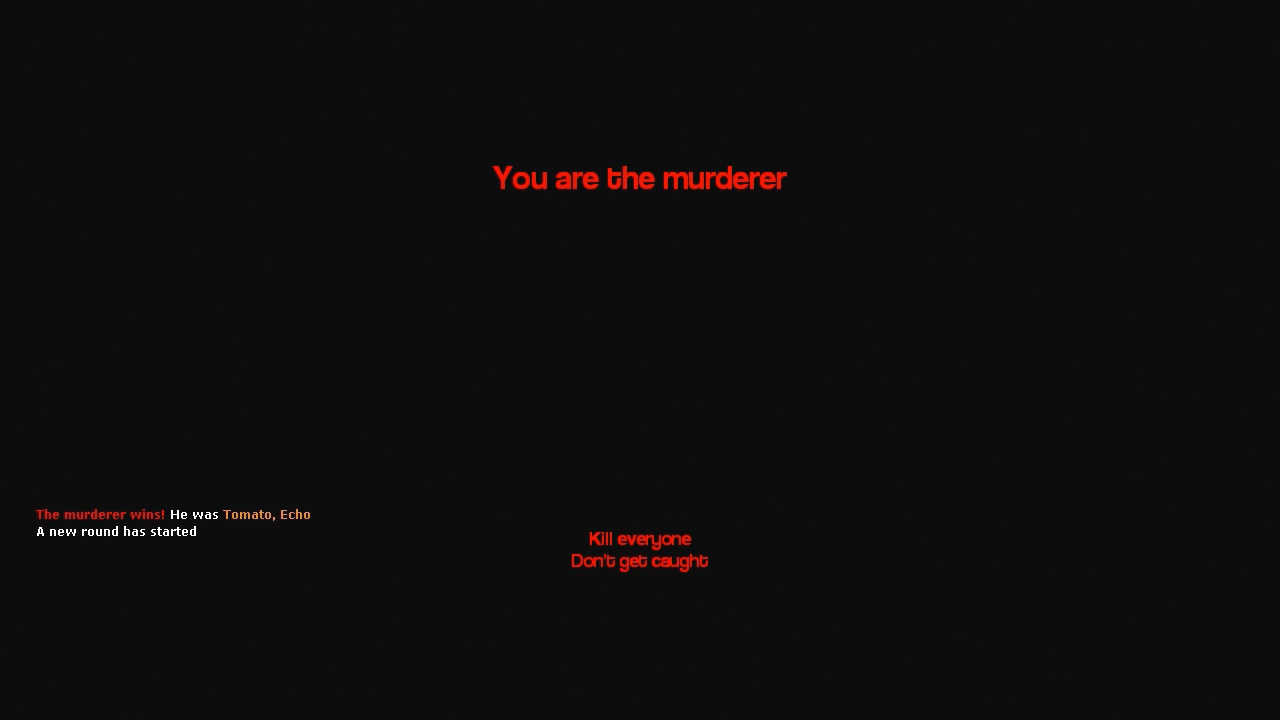 You are the murderer
The murderer wins! He was Tomato, Echo
A new round has started
Kill everyone
Don't get caught